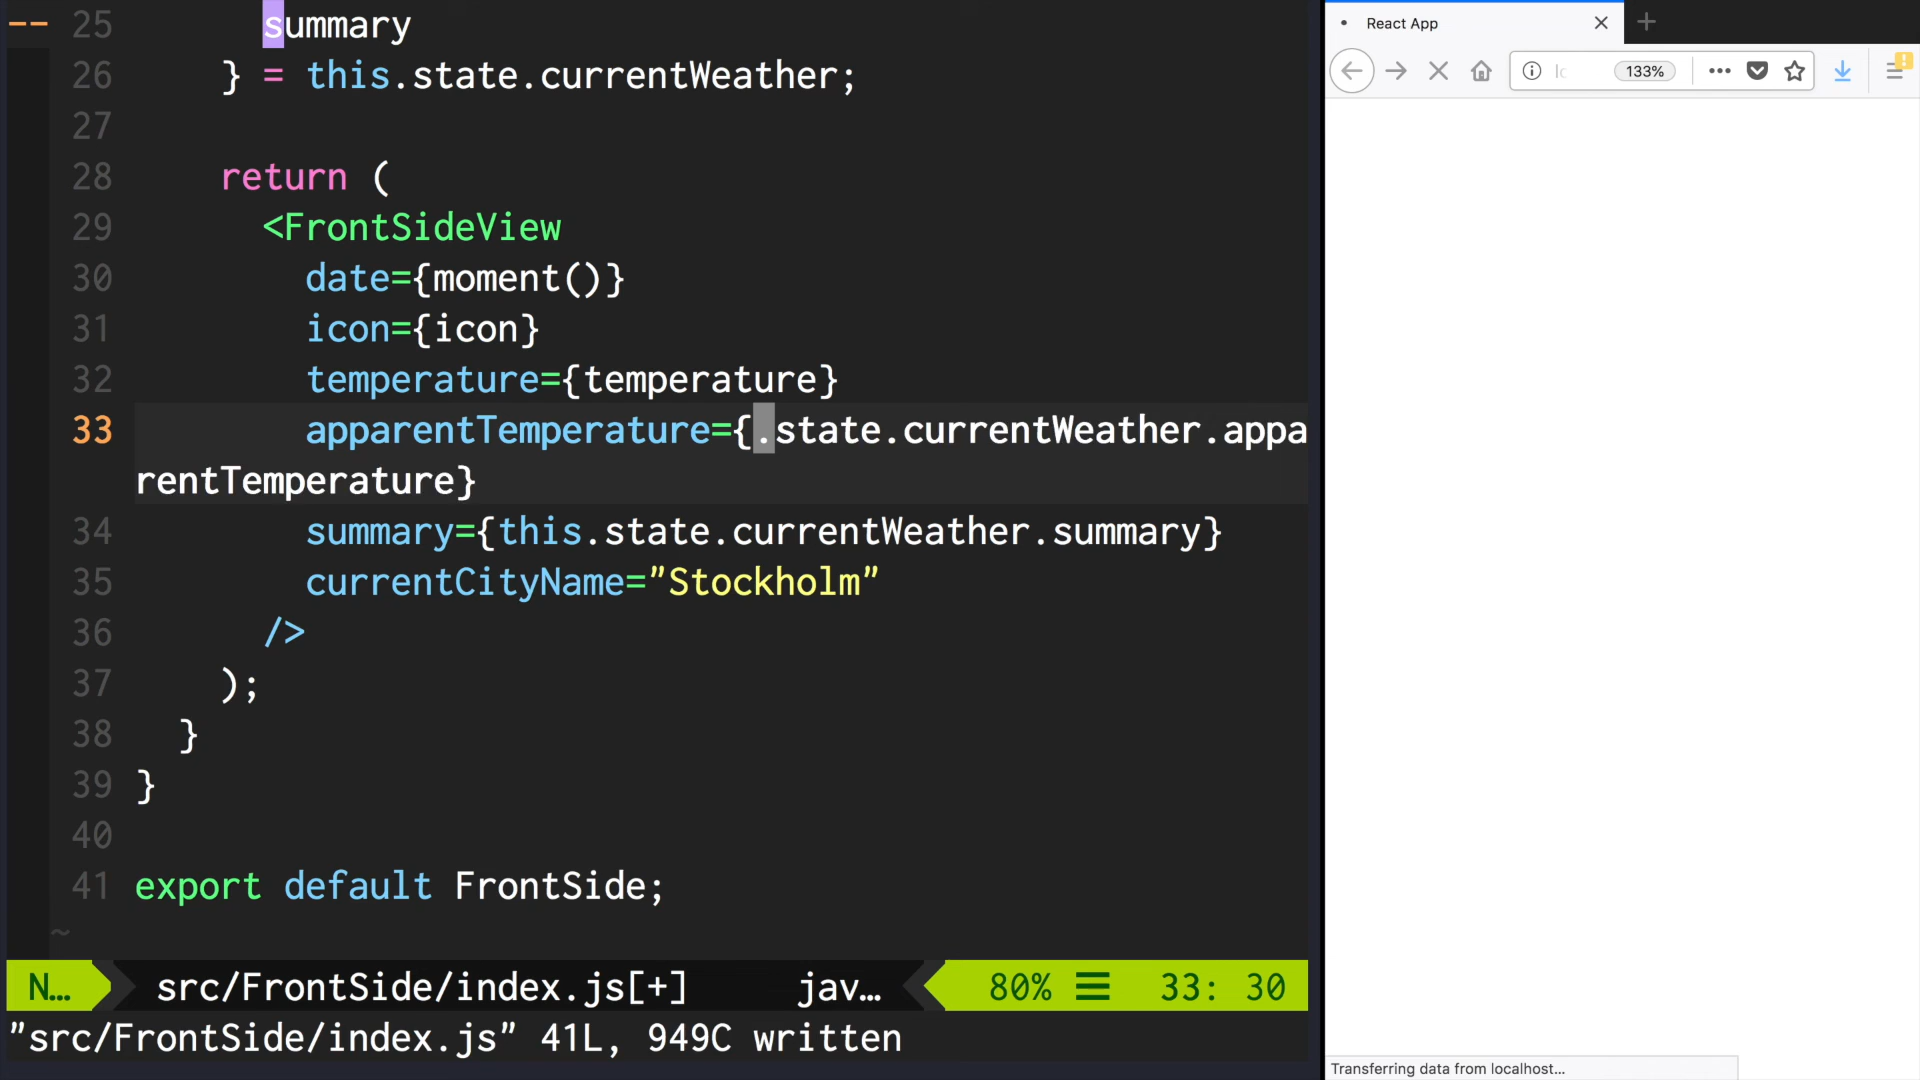 -- 25 summary
26 } = this.state.currentWeather;
27
28 return (
29 <FrontSideView
30 date={moment()}
31 icon={icon}
32 temperature={temperature}
33 apparentTemperature={.state.currentWeather.appa
rentTemperature}
34 summary={this.state.currentWeather.summary}
35 currentCityName="Stockholm"
36 />
37 );
38 }
39 }
40
41 export default FrontSide;
~
N... src/FrontSide/index.js[+] jav... 80% ☰ 33: 30
"src/FrontSide/index.js" 41L, 949C written
React App
133%
Transferring data from localhost...